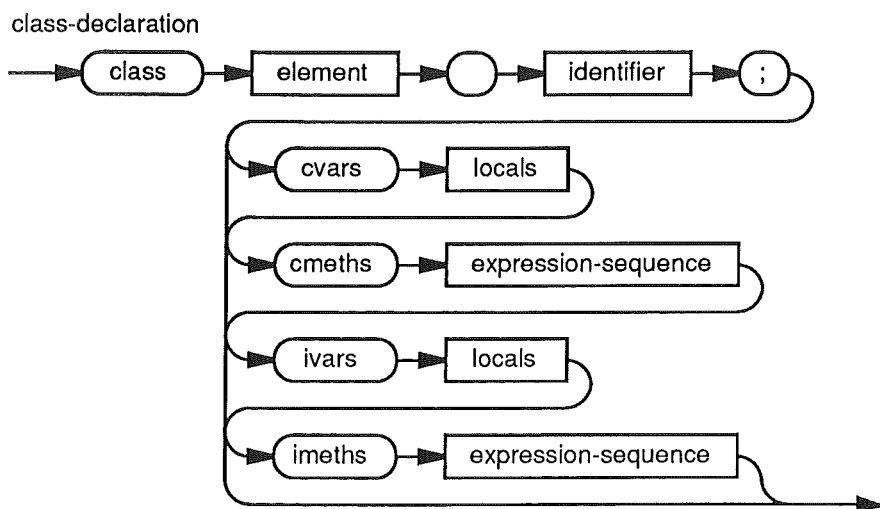 class-declaration
class element identifier ;
cvars locals
cmeths expression-sequence
ivars locals
imeths expression-sequence